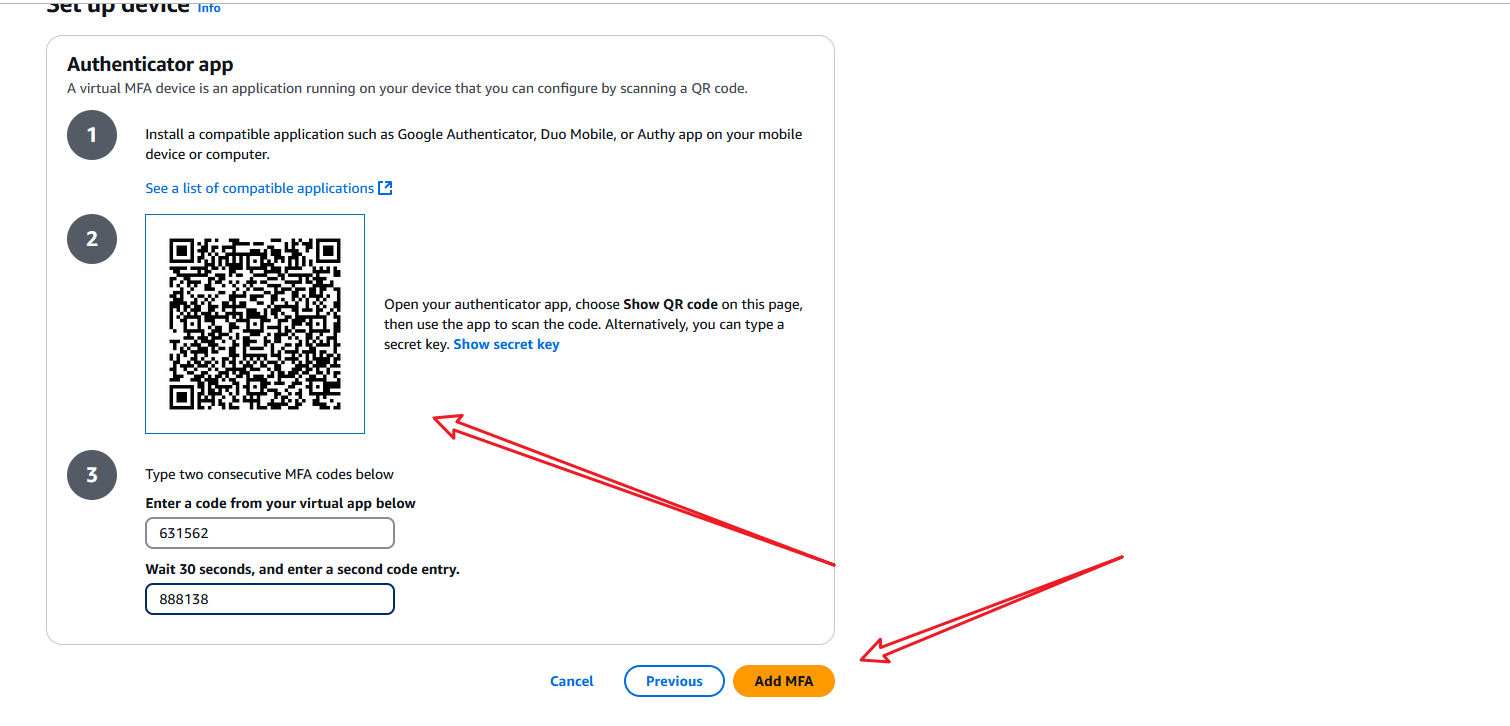 Set up device Info
Authenticator app
A virtual MFA device is an application running on your device that you can configure by scanning a QR code.
1
Install a compatible application such as Google Authenticator, Duo Mobile, or Authy app on your mobile
device or computer.
See a list of compatible applications
2
Open your authenticator app, choose Show QR code on this page,
then use the app to scan the code. Alternatively, you can type a
secret key. Show secret key
3
Type two consecutive MFA codes below
Enter a code from your virtual app below
631562
Wait 30 seconds, and enter a second code entry.
888138
Cancel
Previous
Add MFA